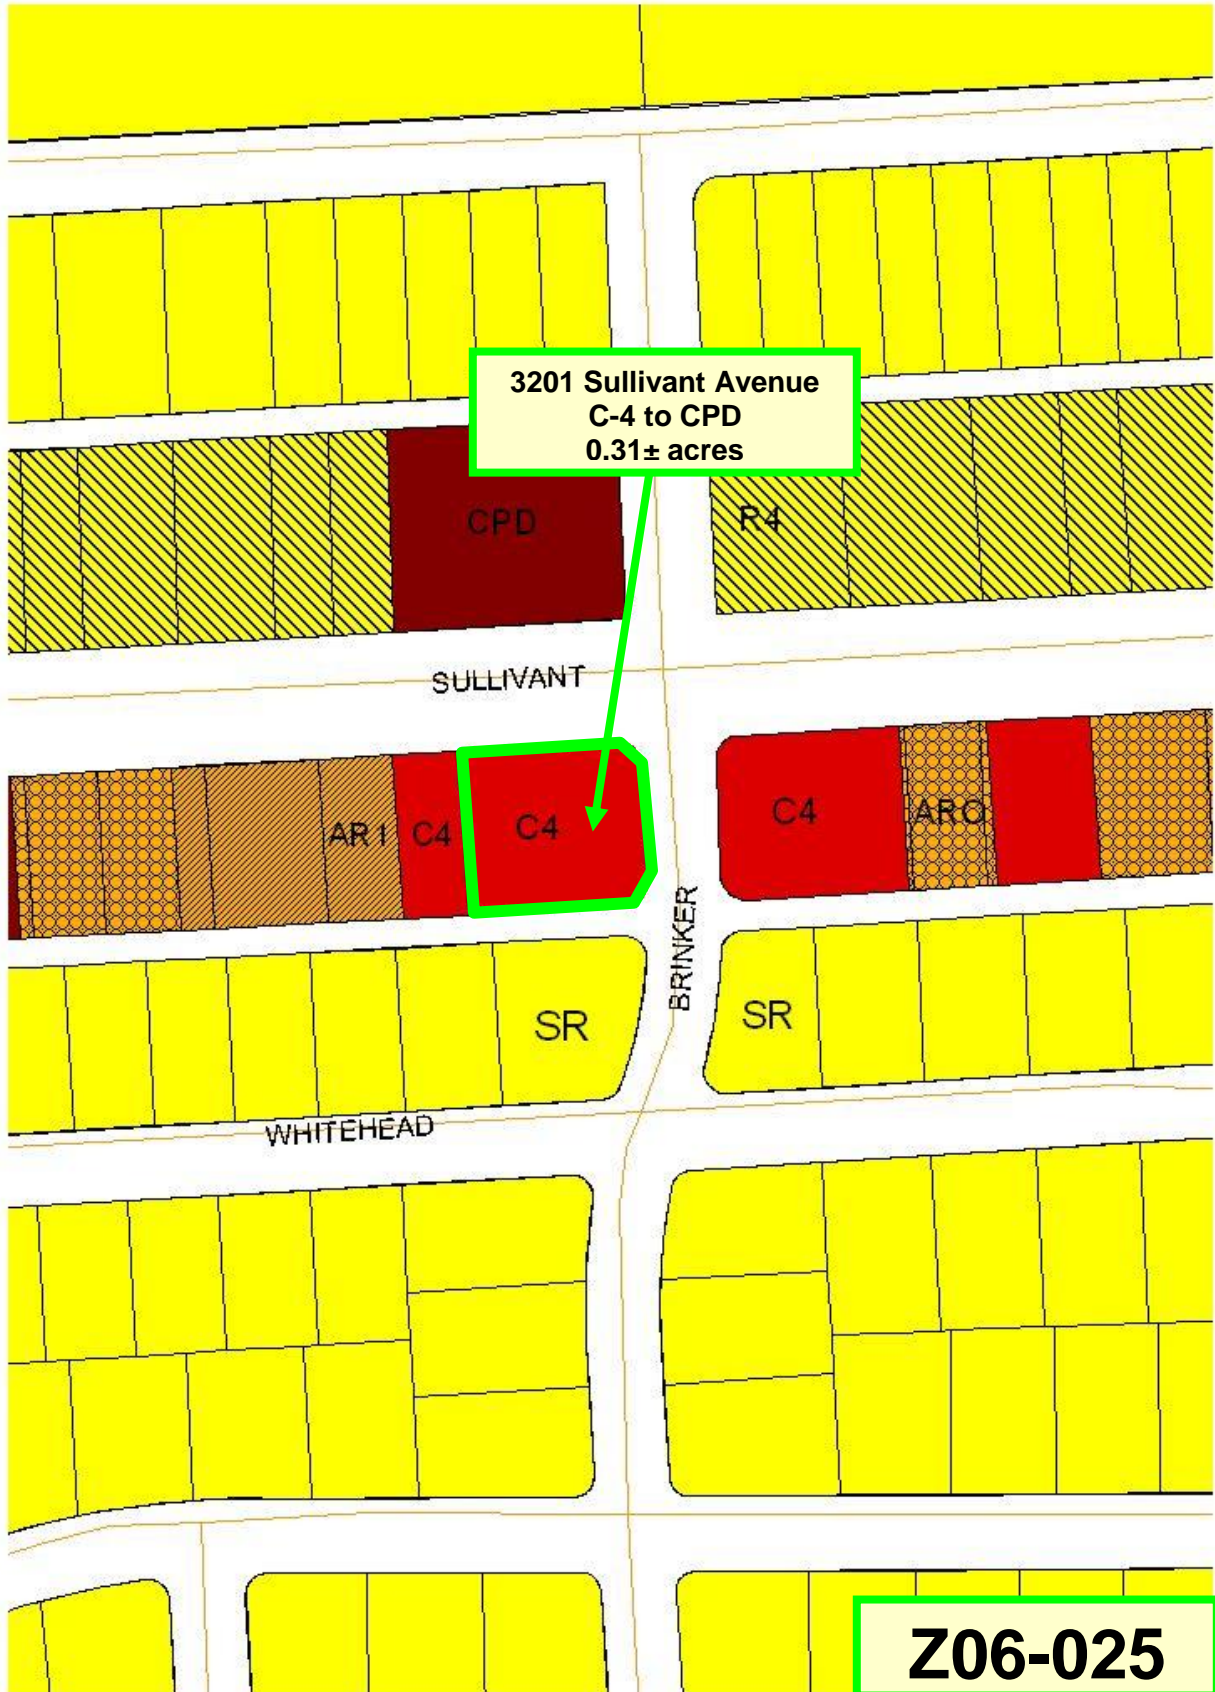 3201 Sullivant Avenue
C-4 to CPD
0.31± acres
CPD
R4
SULLIVANT
AR1
C4
C4
C4
ARO
BRINKER
SR
SR
WHITEHEAD
Z06-025